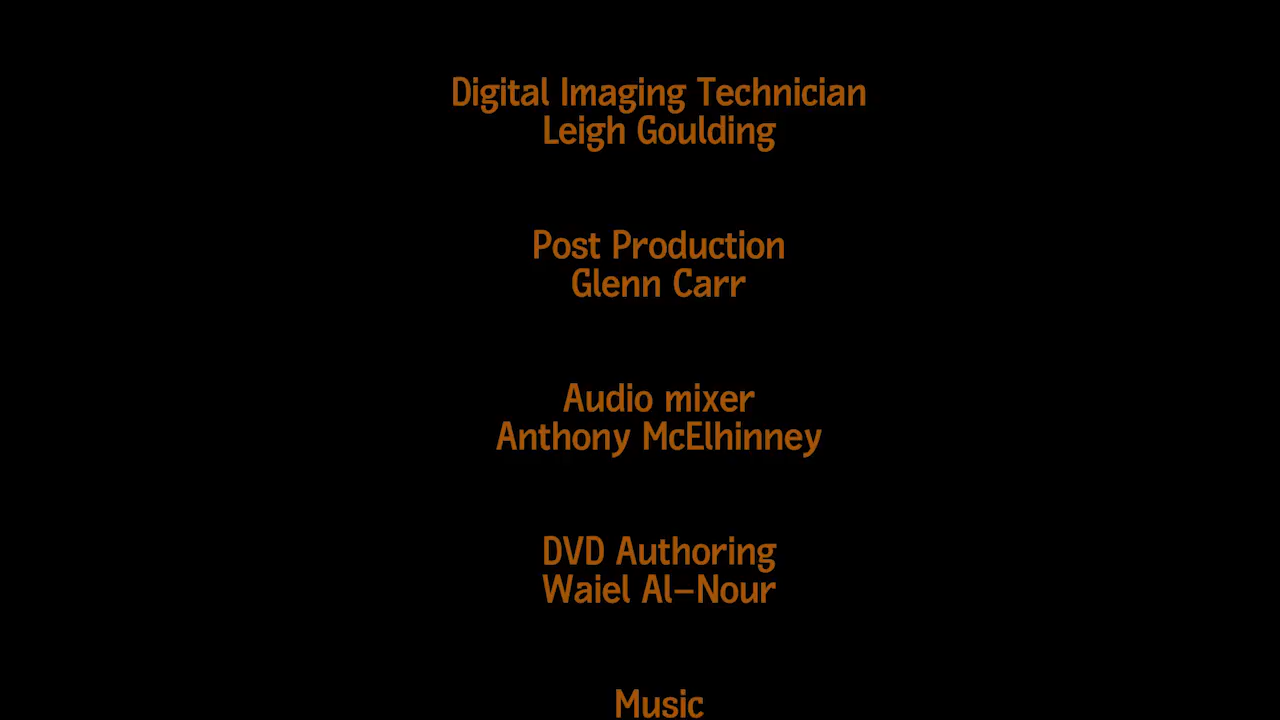 Digital Imaging Technician
Leigh Goulding
Post Production
Glenn Carr
Audio mixer
Anthony McElhinney
DVD Authoring
Waiel Al-Nour
Music